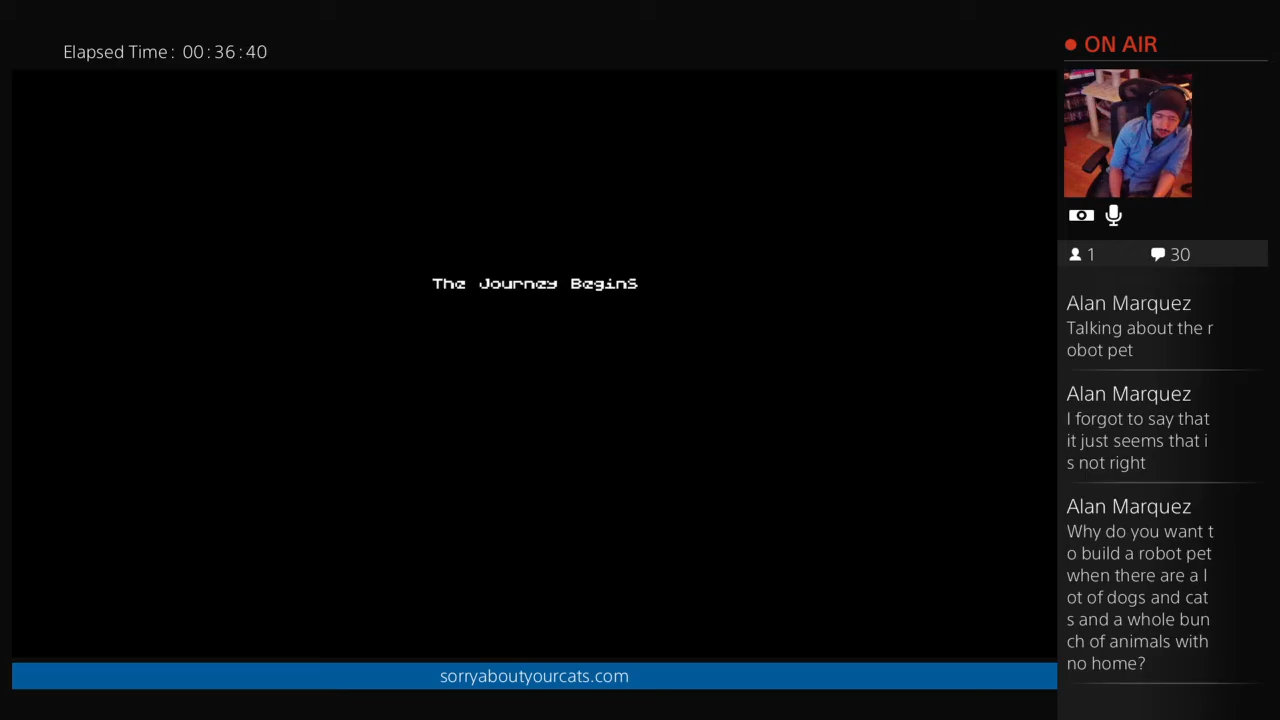 Elapsed Time: 00:36:40
ON AIR
1 30
The Journey BeginS
Alan Marquez
Talking about the r
obot pet
Alan Marquez
I forgot to say that
it just seems that i
s not right
Alan Marquez
Why do you want t
o build a robot pet
when there are a l
ot of dogs and cat
s and a whole bun
ch of animals with
no home?
sorryaboutyourcats.com